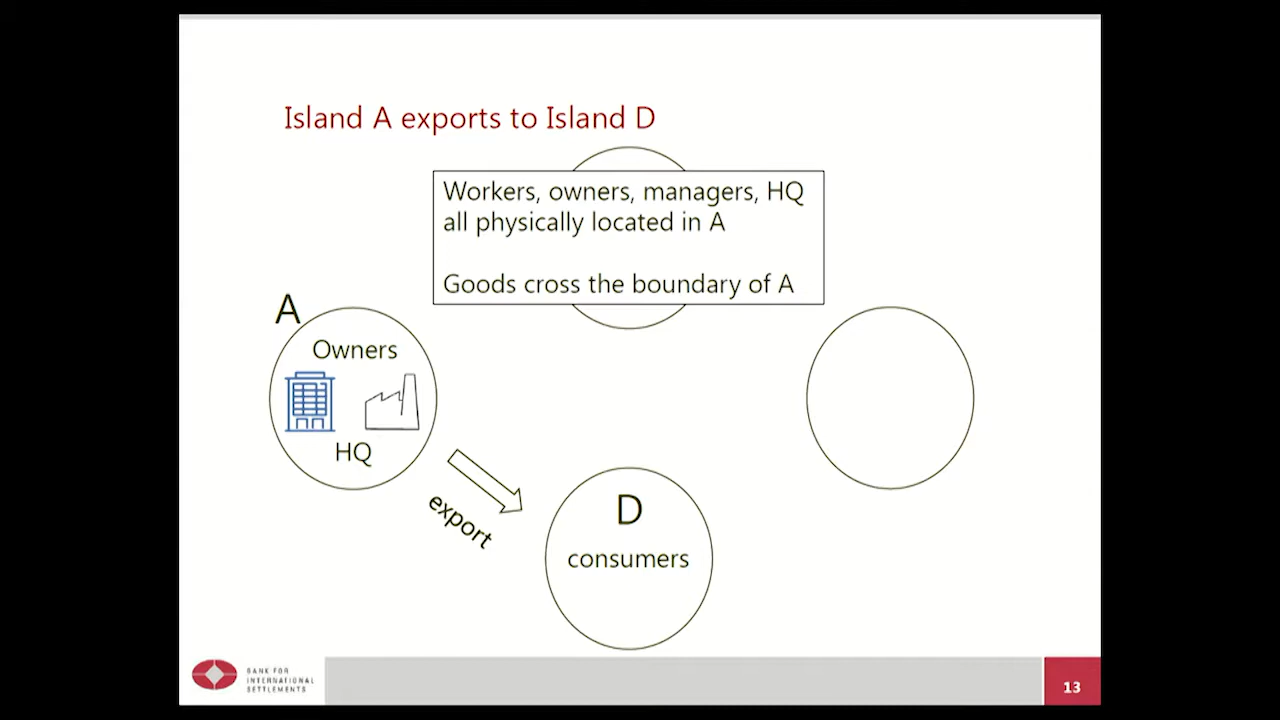 Island A exports to Island D
Workers, owners, managers, HQ
all physically located in A
Goods cross the boundary of A
A
Owners
HQ
export
D
consumers
BANK FOR
INTERNATIONAL
SETTLEMENTS
13